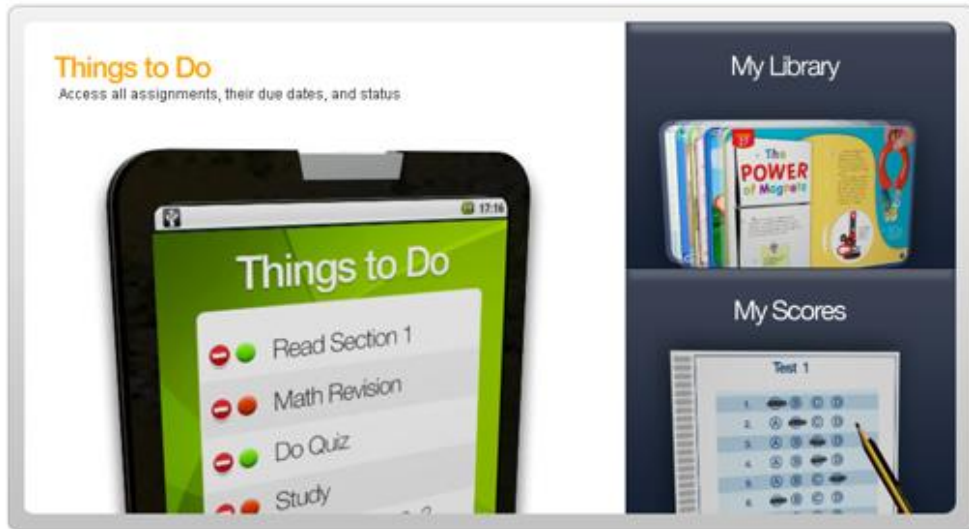 Things to Do
Access all assignments, their due dates, and status
17:16
Things to Do
Read Section 1
Math Revision
Do Quiz
Study
My Library
The
POWER
of Magnets
My Scores
Test 1
1. B C D
2. A C D
3. A B D
4. A B D
5. A B C
6. B C D